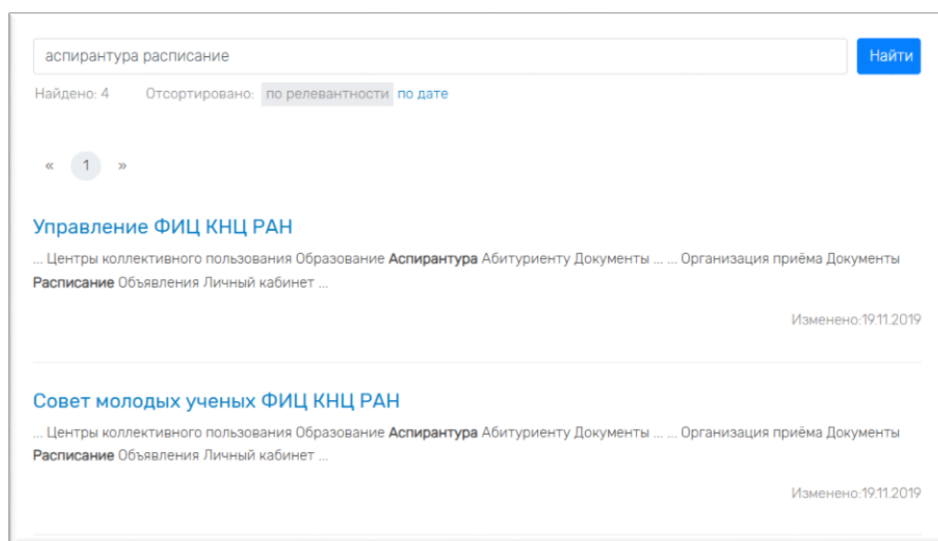 аспирантура расписание
Найти
Найдено: 4 Отсортировано: по релевантности по дате
« 1 »
Управление ФИЦ КНЦ РАН
... Центры коллективного пользования Образование Аспирантура Абитуриенту Документы ... ... Организация приёма Документы
Расписание Объявления Личный кабинет ...
Изменено:19.11.2019
Совет молодых ученых ФИЦ КНЦ РАН
... Центры коллективного пользования Образование Аспирантура Абитуриенту Документы ... ... Организация приёма Документы
Расписание Объявления Личный кабинет ...
Изменено:19.11.2019